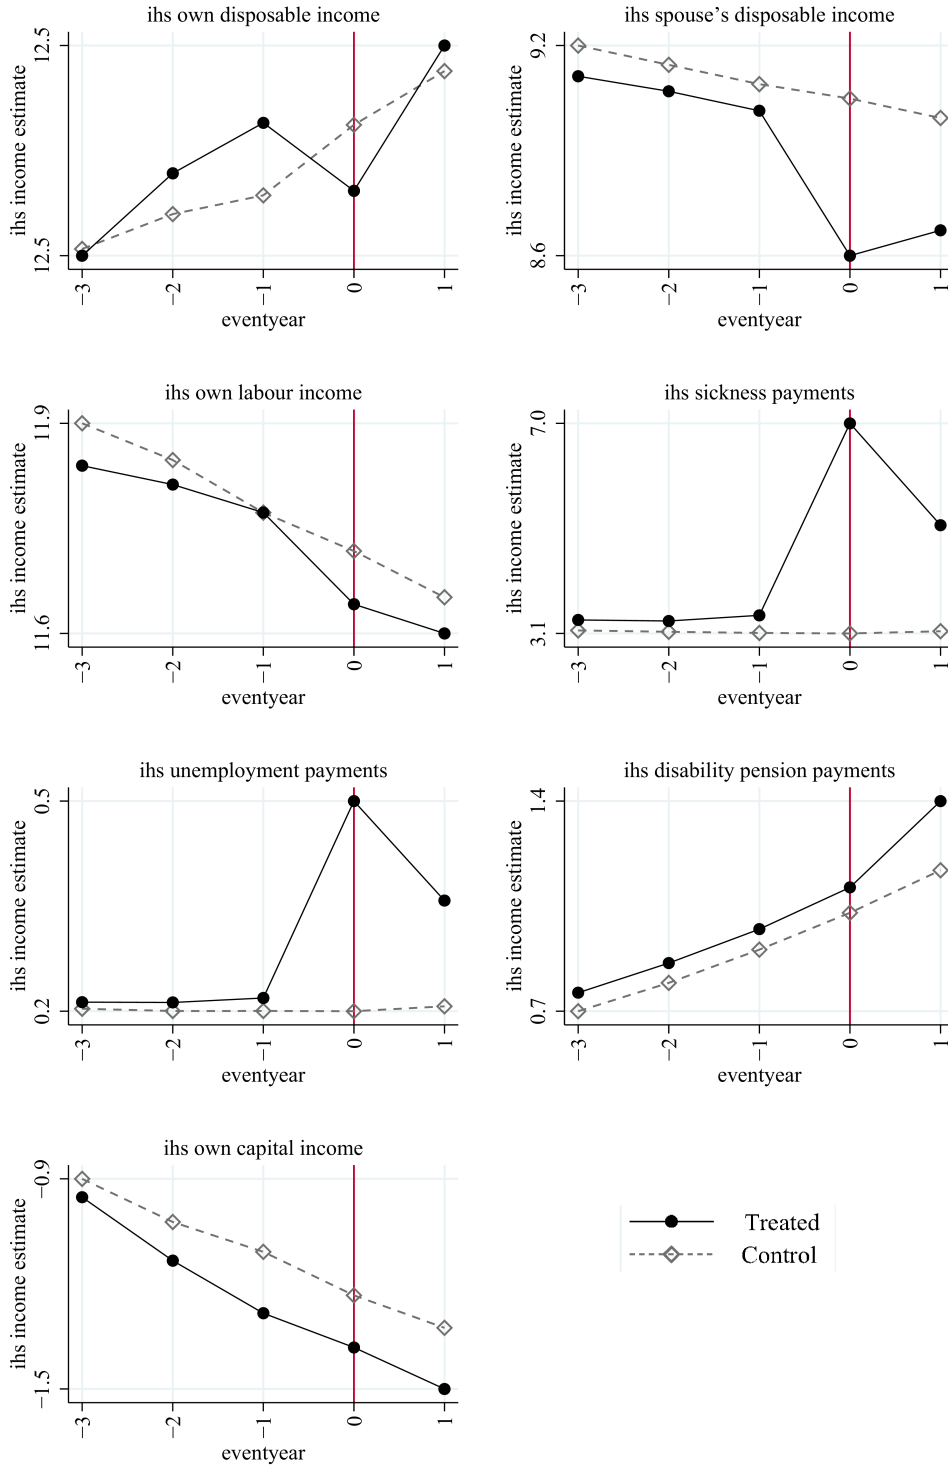 ihs own disposable income
ihs income estimate
12.5
12.5
−3
−2
−1
0
1
eventyear
ihs spouse’s disposable income
ihs income estimate
9.2
8.6
−3
−2
−1
0
1
eventyear
ihs own labour income
ihs income estimate
11.9
11.6
−3
−2
−1
0
1
eventyear
ihs sickness payments
ihs income estimate
7.0
3.1
−3
−2
−1
0
1
eventyear
ihs unemployment payments
ihs income estimate
0.5
0.2
−3
−2
−1
0
1
eventyear
ihs disability pension payments
ihs income estimate
1.4
0.7
−3
−2
−1
0
1
eventyear
ihs own capital income
ihs income estimate
−0.9
−1.5
−3
−2
−1
0
1
eventyear
Treated
Control